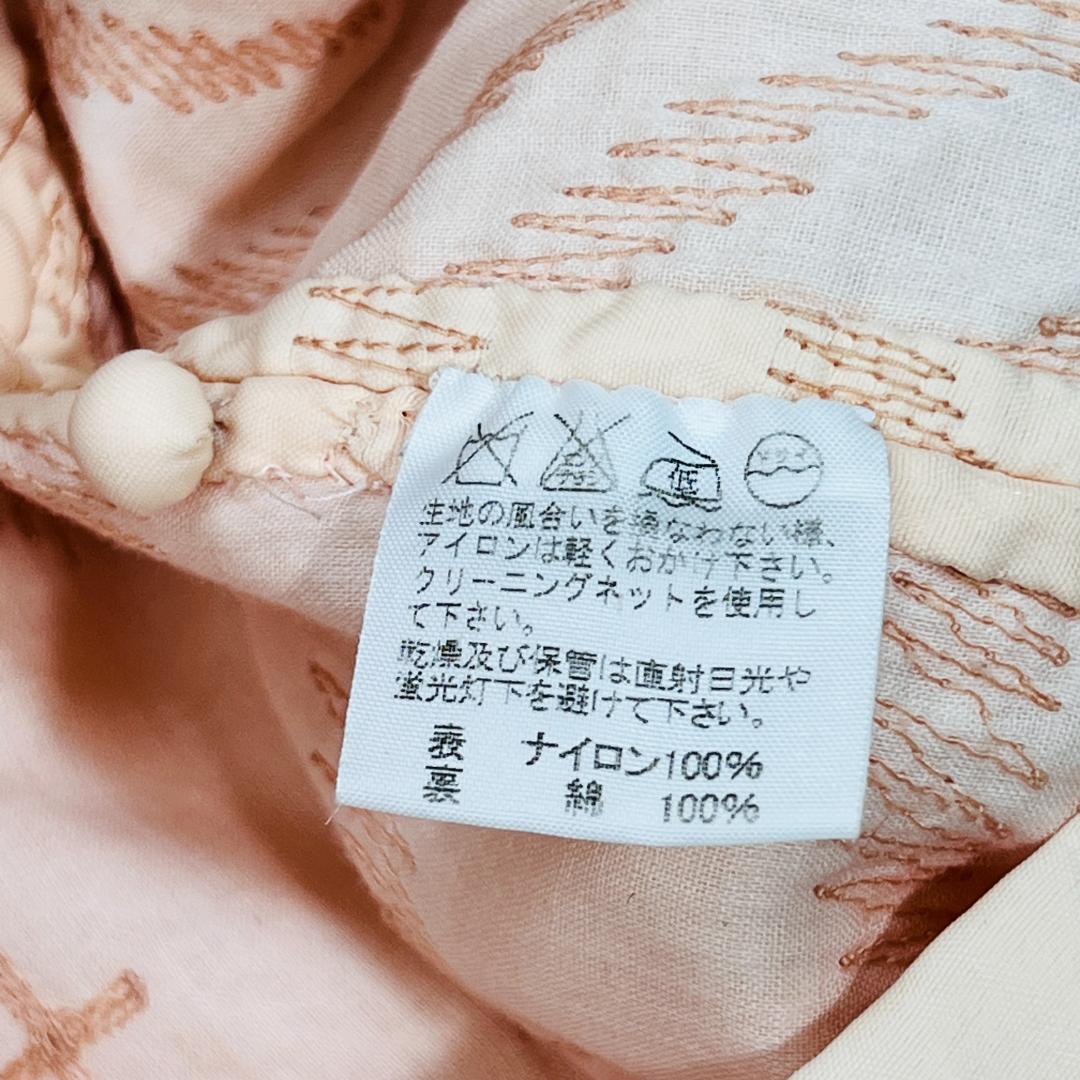 低 ドライ
生地の風合いを損なわない様、
アイロンは軽くおかけ下さい。
クリーニングネットを使用し
て下さい。
乾燥及び保管は直射日光や
蛍光灯下を避けて下さい。
表 ナイロン100%
裏 綿 100%